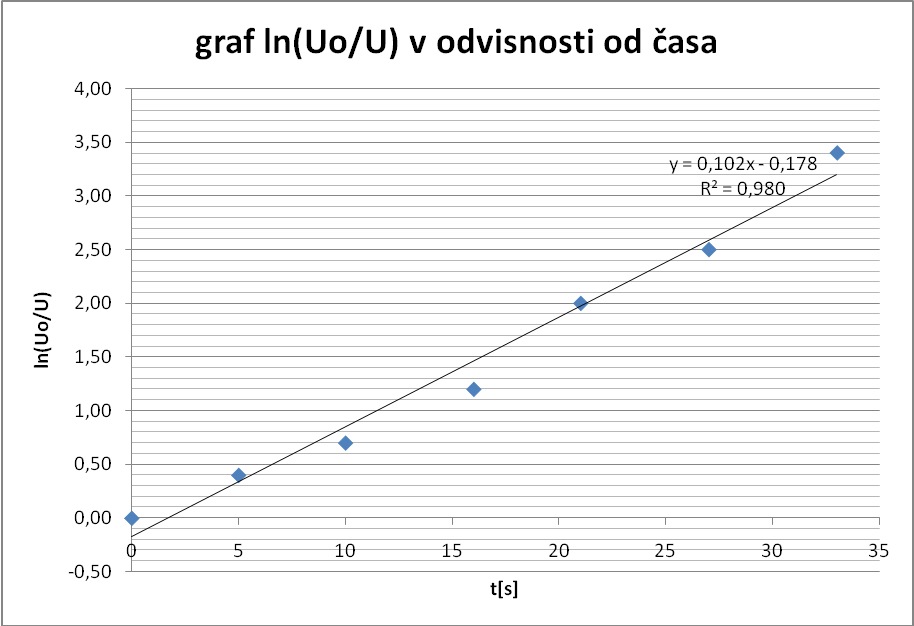 graf ln(Uo/U) v odvisnosti od časa
4,00
3,50
3,00
2,50
2,00
1,50
1,00
0,50
0,00
-0,50
ln(Uo/U)
y = 0,102x - 0,178
R² = 0,980
0 5 10 15 20 25 30 35
t[s]